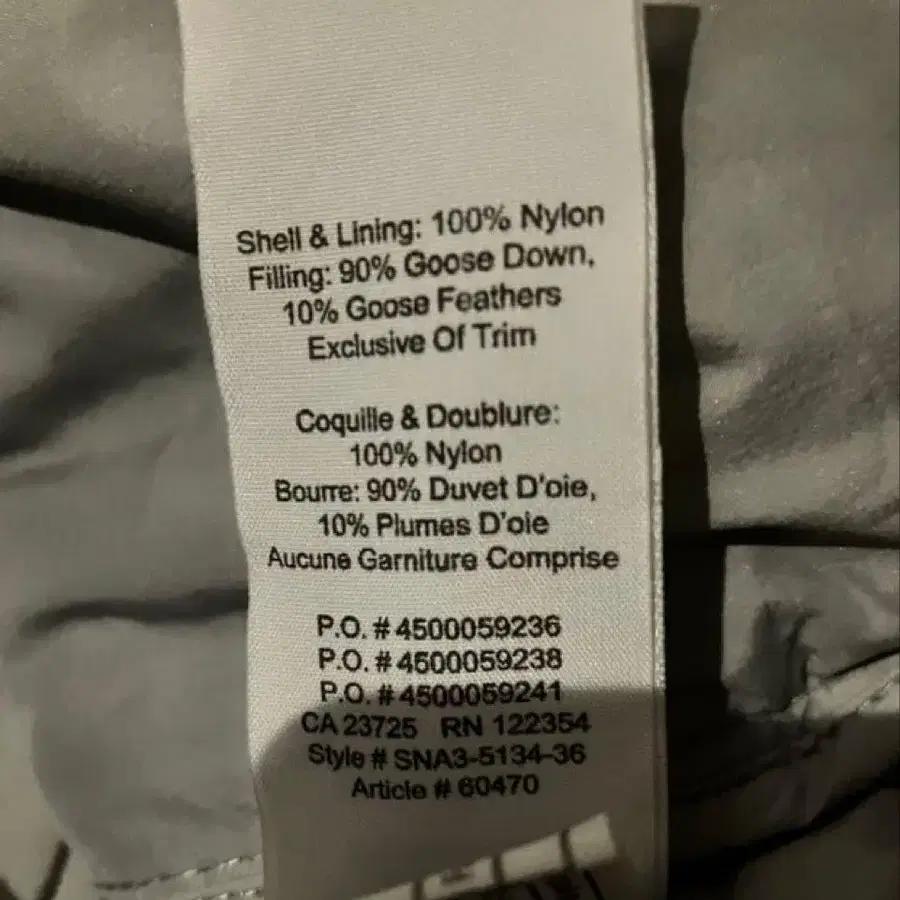 Shell & Lining: 100% Nylon
Filling: 90% Goose Down,
10% Goose Feathers
Exclusive Of Trim
Coquille & Doublure:
100% Nylon
Bourre: 90% Duvet D'oie,
10% Plumes D'oie
Aucune Garniture Comprise
P.O. # 4500059236
P.O. # 4500059238
P.O. # 4500059241
CA 23725 RN 122354
Style # SNA3-5134-36
Article # 60470